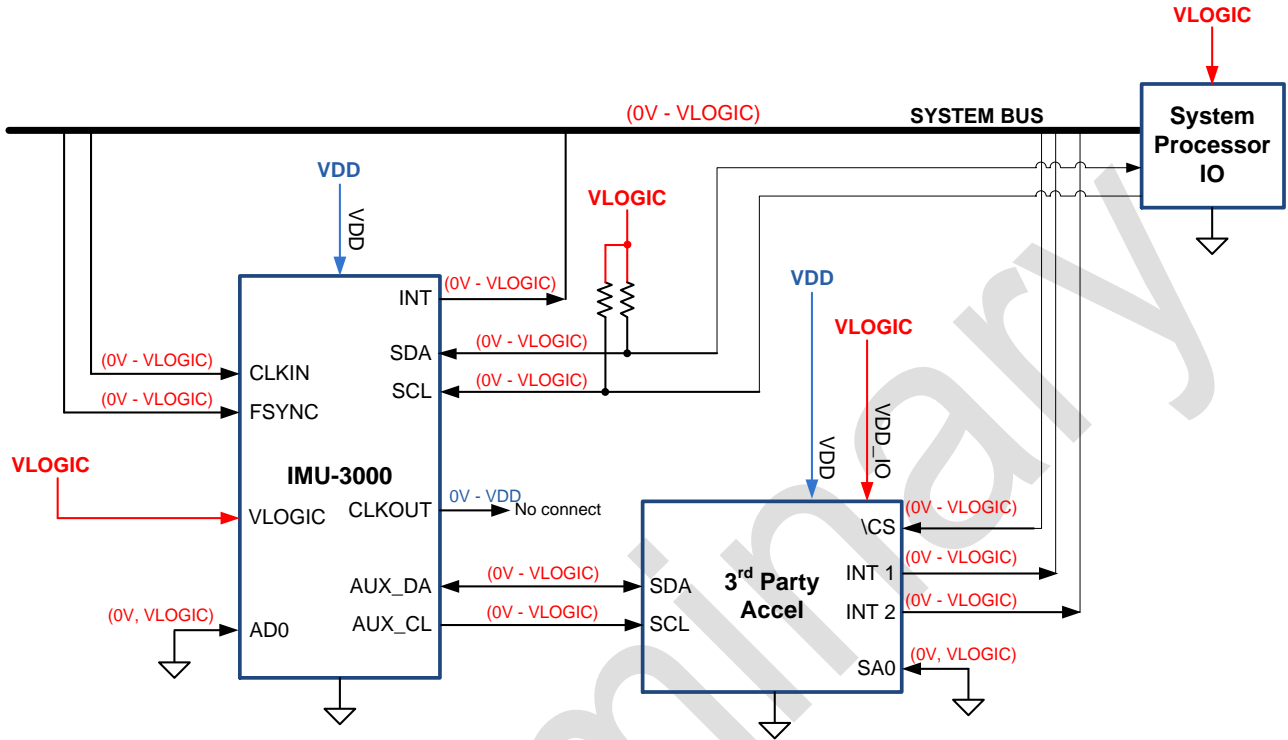 VLOGIC
(0V - VLOGIC)
SYSTEM BUS
System
Processor
IO
VDD
VDD
VLOGIC
(0V - VLOGIC)
INT
VDD
(0V - VLOGIC)
SDA
VLOGIC
(0V - VLOGIC)
CLKIN
(0V - VLOGIC)
SCL
(0V - VLOGIC)
FSYNC
VDD
VDD_IO
VLOGIC
IMU-3000
VLOGIC
CLKOUT
0V - VDD
No connect
(0V - VLOGIC)
\CS
(0V - VLOGIC)
INT 1
AUX_DA
(0V - VLOGIC)
SDA
3rd Party
Accel
(0V - VLOGIC)
INT 2
(0V, VLOGIC)
AD0
AUX_CL
(0V - VLOGIC)
SCL
(0V, VLOGIC)
SA0
minary